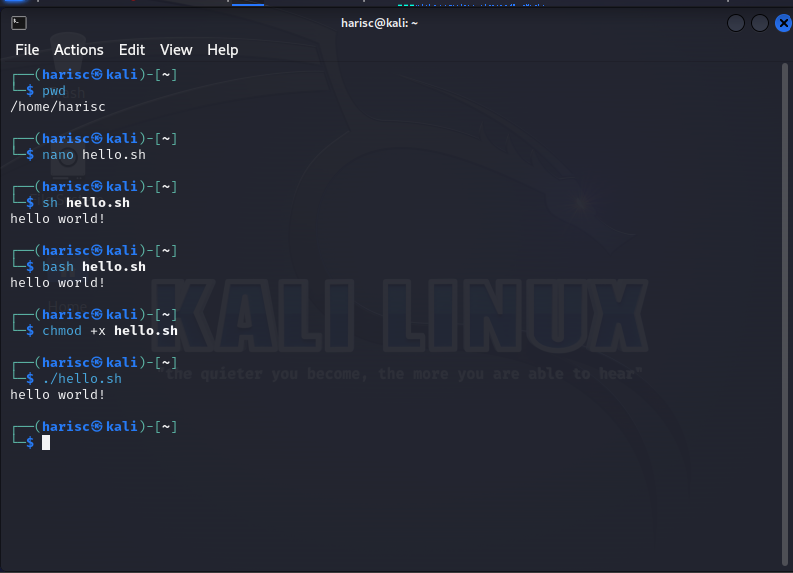 harisc@kali: ~
File Actions Edit View Help
┌──(harisc㉿kali)-[~]
└─$ pwd
/home/harisc
┌──(harisc㉿kali)-[~]
└─$ nano hello.sh
┌──(harisc㉿kali)-[~]
└─$ sh hello.sh
hello world!
┌──(harisc㉿kali)-[~]
└─$ bash hello.sh
hello world!
┌──(harisc㉿kali)-[~]
└─$ chmod +x hello.sh
┌──(harisc㉿kali)-[~]
└─$ ./hello.sh
hello world!
┌──(harisc㉿kali)-[~]
└─$
KALI LINUX
"the quieter you become, the more you are able to hear"
Home